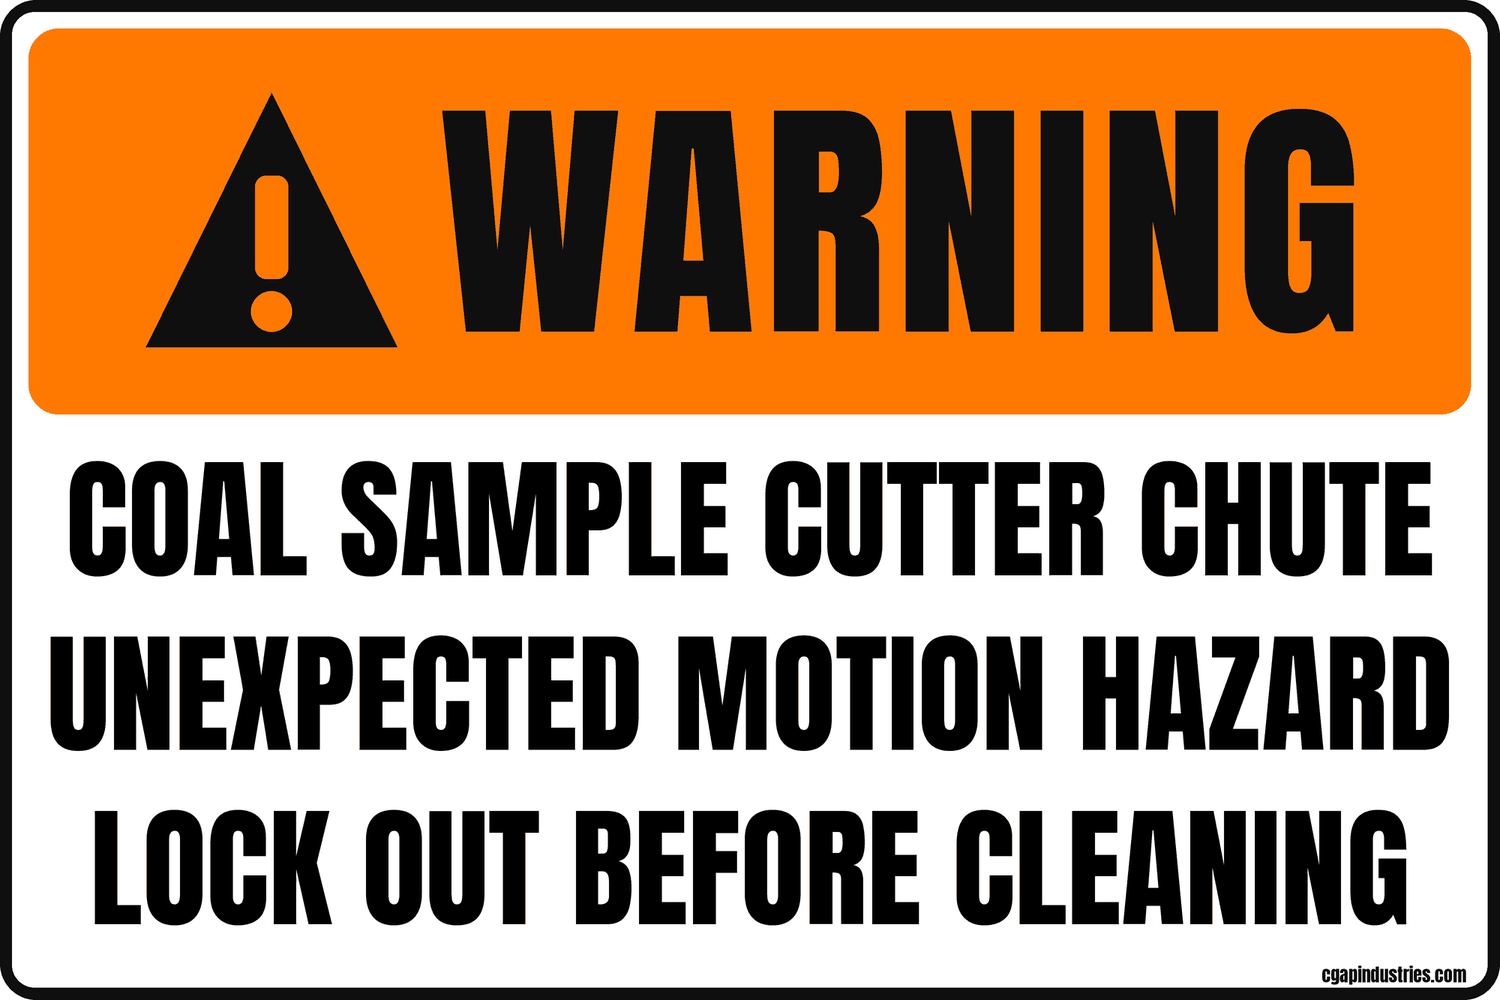 WARNING
COAL SAMPLE CUTTER CHUTE
UNEXPECTED MOTION HAZARD
LOCK OUT BEFORE CLEANING
cgapindustries.com